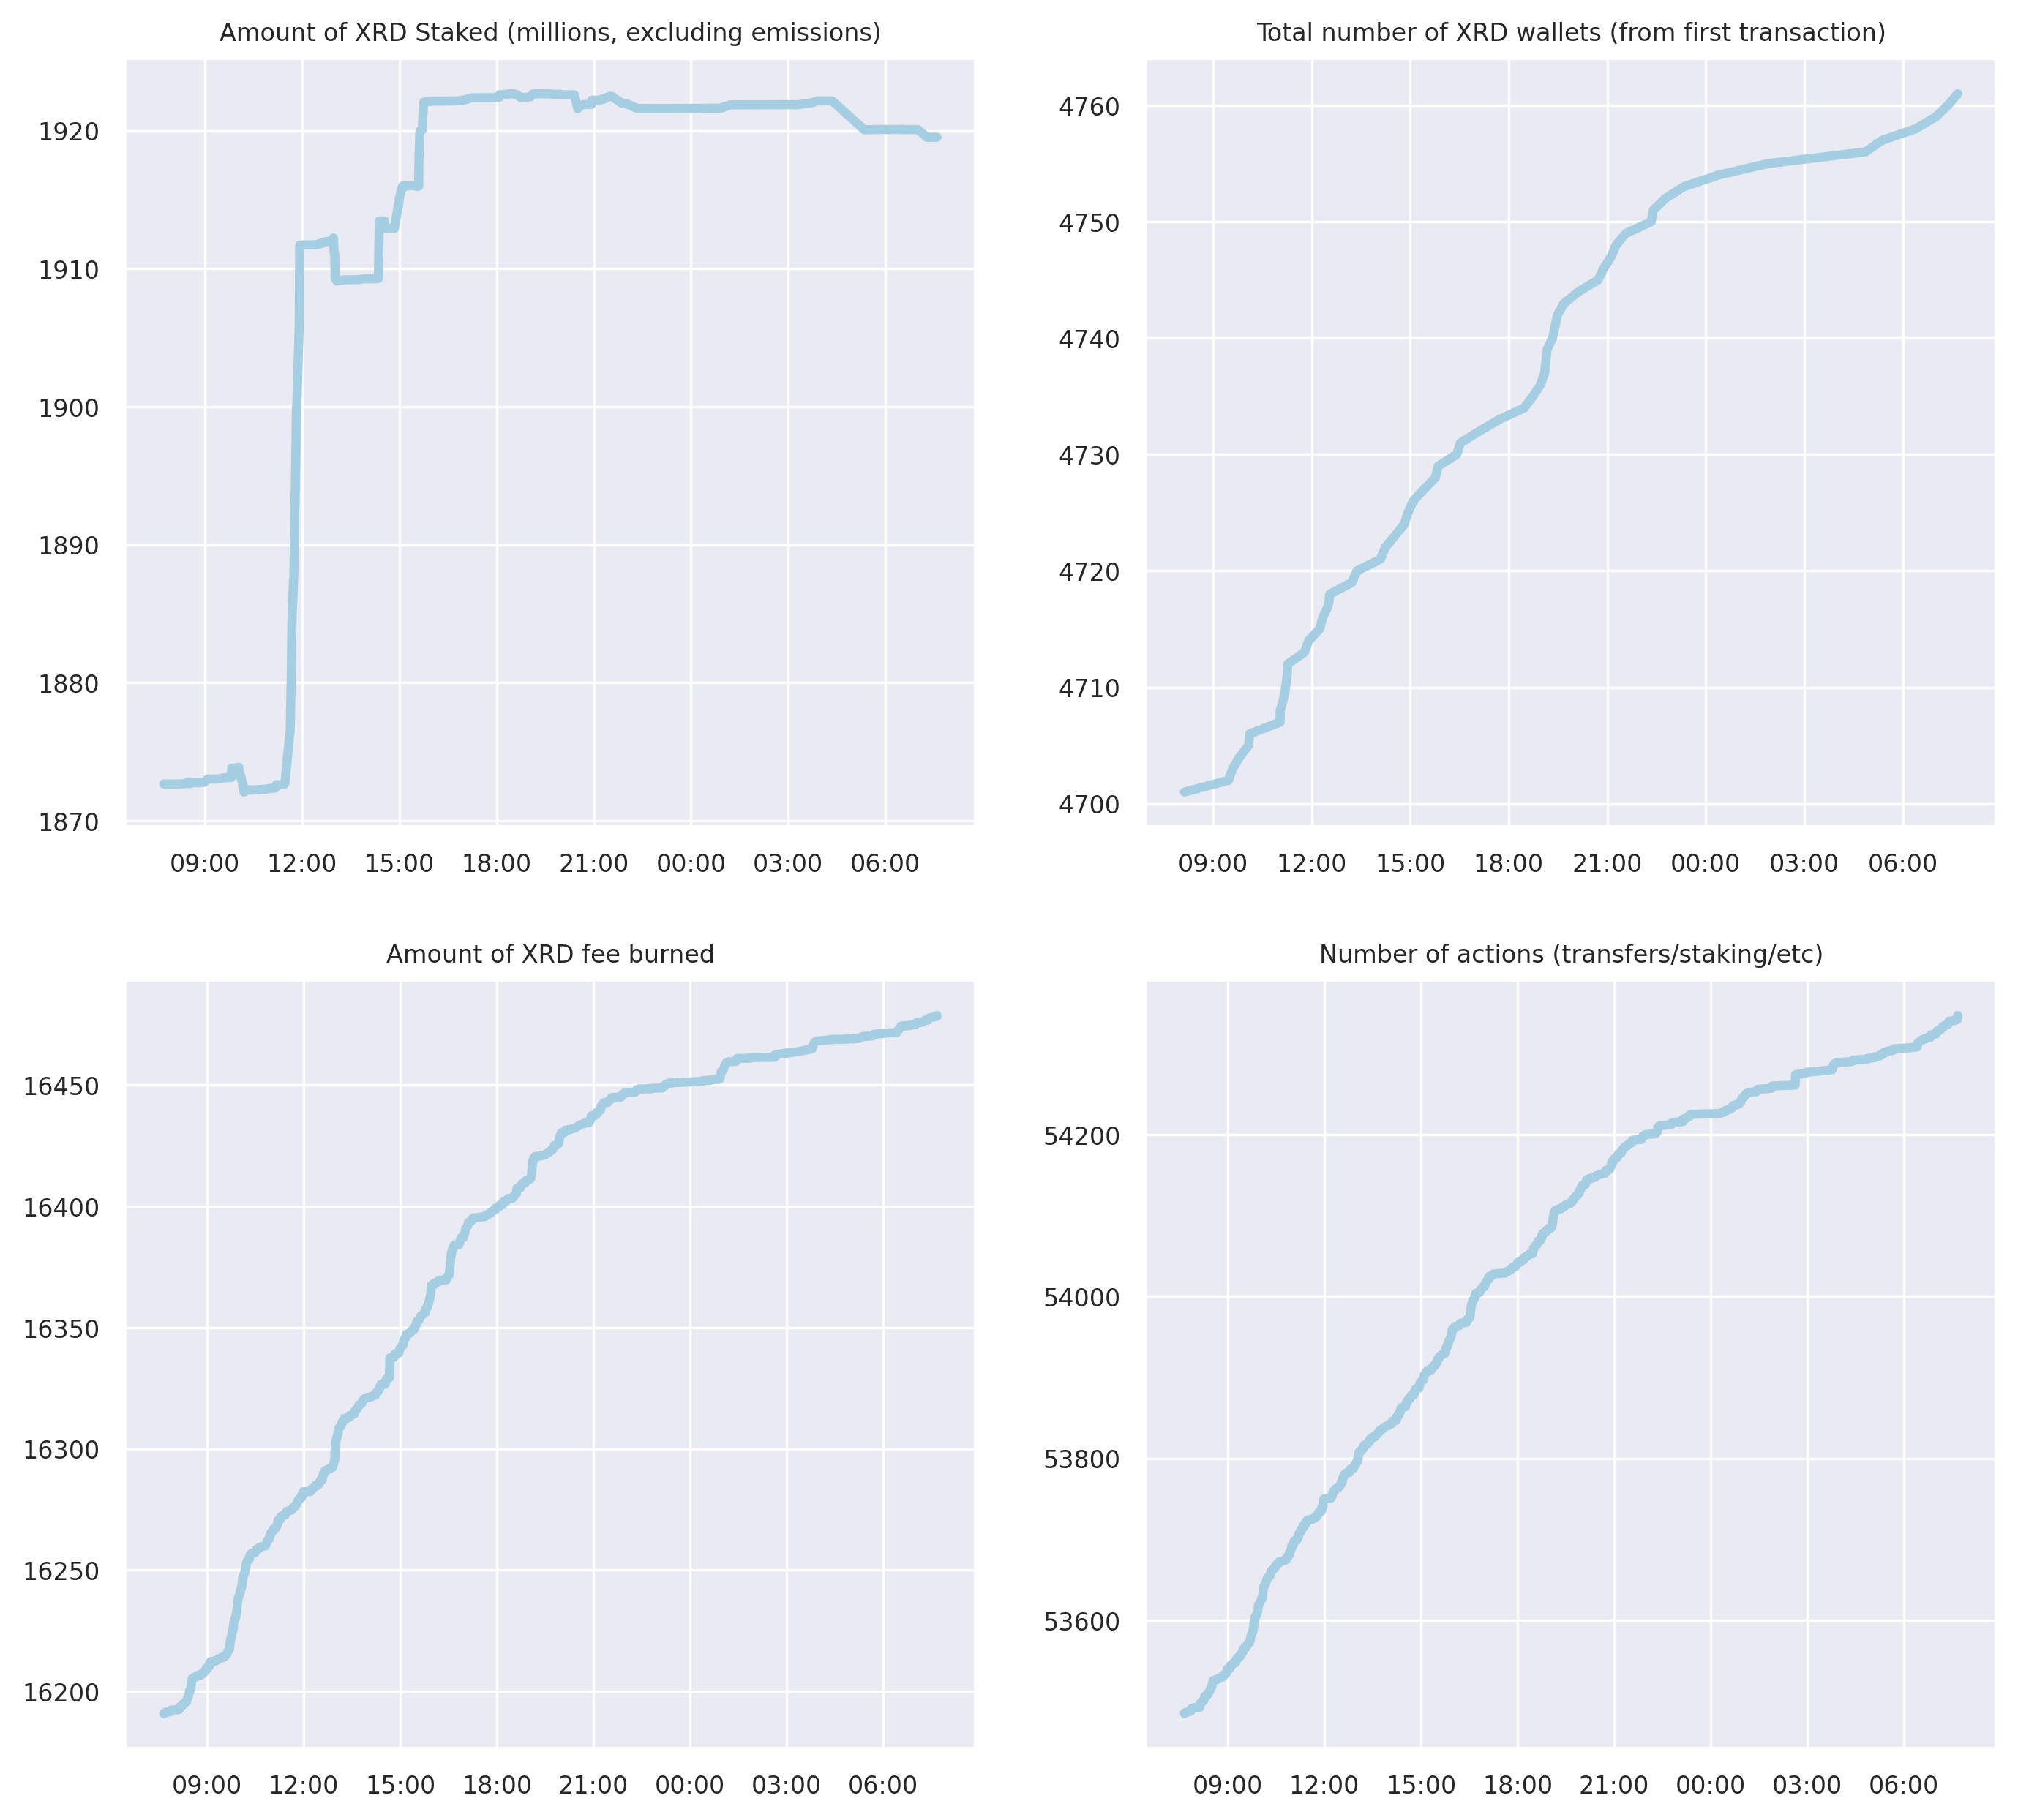 Amount of XRD Staked (millions, excluding emissions)
1920
1910
1900
1890
1880
1870
09:00 12:00 15:00 18:00 21:00 00:00 03:00 06:00
Total number of XRD wallets (from first transaction)
4760
4750
4740
4730
4720
4710
4700
09:00 12:00 15:00 18:00 21:00 00:00 03:00 06:00
Amount of XRD fee burned
16450
16400
16350
16300
16250
16200
09:00 12:00 15:00 18:00 21:00 00:00 03:00 06:00
Number of actions (transfers/staking/etc)
54200
54000
53800
53600
09:00 12:00 15:00 18:00 21:00 00:00 03:00 06:00